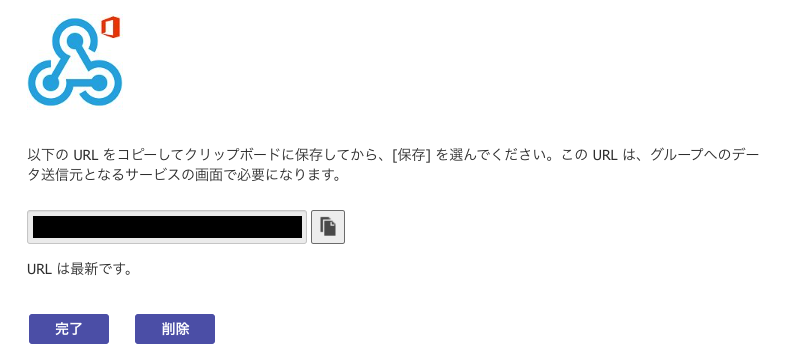 以下の URL をコピーしてクリップボードに保存してから、[保存] を選んでください。この URL は、グループへのデー
タ送信元となるサービスの画面で必要になります。
URL は最新です。
完了
削除